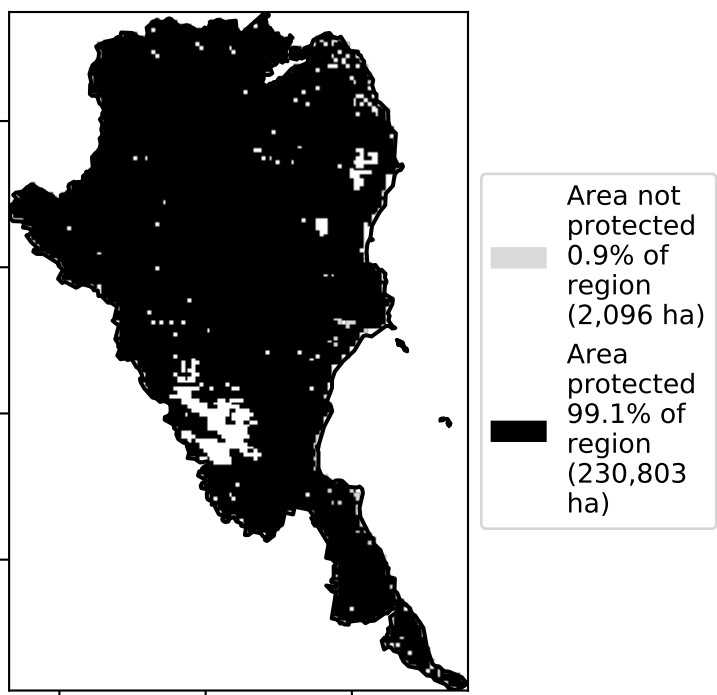 Area not
protected
0.9% of
region
(2,096 ha)
Area
protected
99.1% of
region
(230,803
ha)